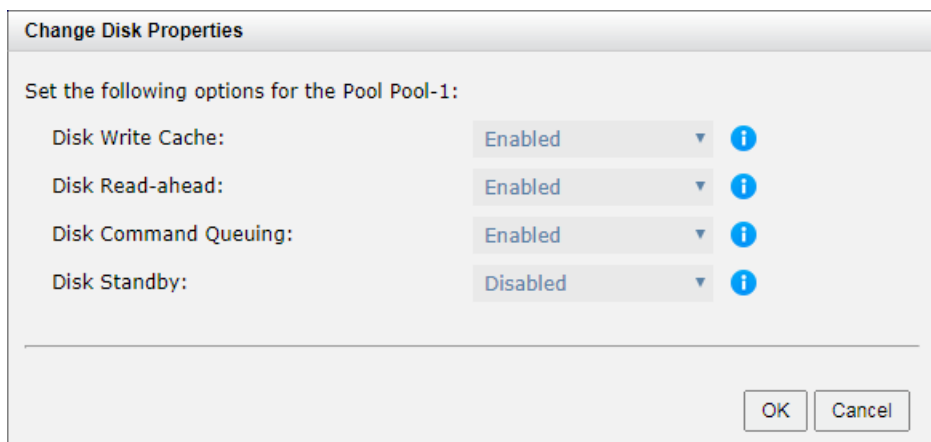 Change Disk Properties
Set the following options for the Pool Pool-1:
Disk Write Cache: Enabled
Disk Read-ahead: Enabled
Disk Command Queuing: Enabled
Disk Standby: Disabled
OK Cancel